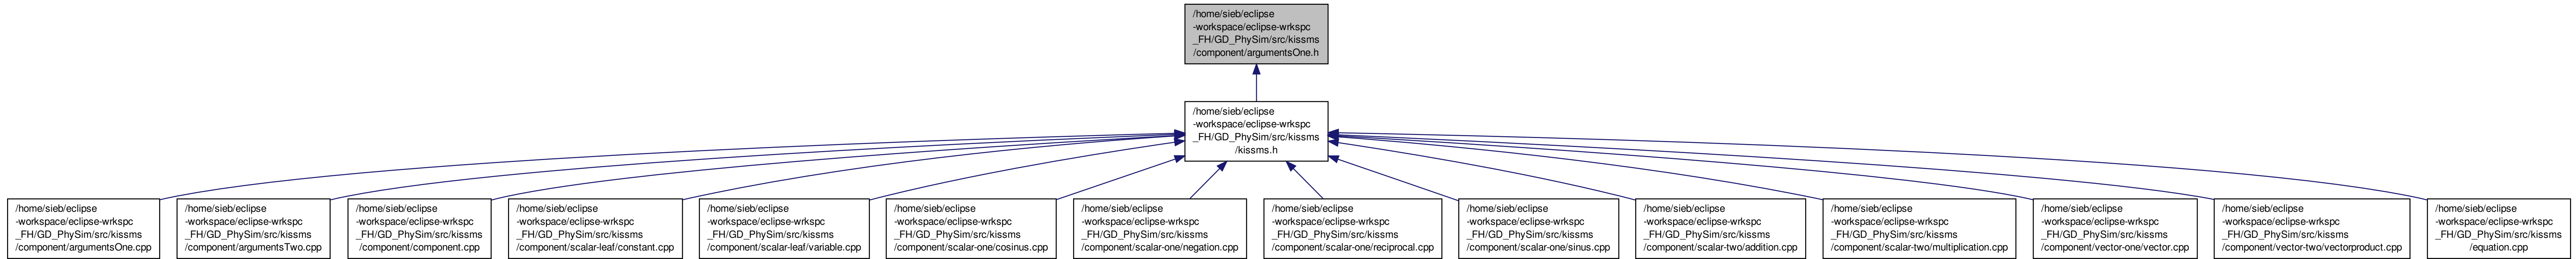 /home/sieb/eclipse
-workspace/eclipse-wrkspc
_FH/GD_PhySim/src/kissms
/component/argumentsOne.h
/home/sieb/eclipse
-workspace/eclipse-wrkspc
_FH/GD_PhySim/src/kissms
/kissms.h
/home/sieb/eclipse
-workspace/eclipse-wrkspc
_FH/GD_PhySim/src/kissms
/component/argumentsOne.cpp
/home/sieb/eclipse
-workspace/eclipse-wrkspc
_FH/GD_PhySim/src/kissms
/component/argumentsTwo.cpp
/home/sieb/eclipse
-workspace/eclipse-wrkspc
_FH/GD_PhySim/src/kissms
/component/component.cpp
/home/sieb/eclipse
-workspace/eclipse-wrkspc
_FH/GD_PhySim/src/kissms
/component/scalar-leaf/constant.cpp
/home/sieb/eclipse
-workspace/eclipse-wrkspc
_FH/GD_PhySim/src/kissms
/component/scalar-leaf/variable.cpp
/home/sieb/eclipse
-workspace/eclipse-wrkspc
_FH/GD_PhySim/src/kissms
/component/scalar-one/cosinus.cpp
/home/sieb/eclipse
-workspace/eclipse-wrkspc
_FH/GD_PhySim/src/kissms
/component/scalar-one/negation.cpp
/home/sieb/eclipse
-workspace/eclipse-wrkspc
_FH/GD_PhySim/src/kissms
/component/scalar-one/reciprocal.cpp
/home/sieb/eclipse
-workspace/eclipse-wrkspc
_FH/GD_PhySim/src/kissms
/component/scalar-one/sinus.cpp
/home/sieb/eclipse
-workspace/eclipse-wrkspc
_FH/GD_PhySim/src/kissms
/component/scalar-two/addition.cpp
/home/sieb/eclipse
-workspace/eclipse-wrkspc
_FH/GD_PhySim/src/kissms
/component/scalar-two/multiplication.cpp
/home/sieb/eclipse
-workspace/eclipse-wrkspc
_FH/GD_PhySim/src/kissms
/component/vector-one/vector.cpp
/home/sieb/eclipse
-workspace/eclipse-wrkspc
_FH/GD_PhySim/src/kissms
/component/vector-two/vectorproduct.cpp
/home/sieb/eclipse
-workspace/eclipse-wrkspc
_FH/GD_PhySim/src/kissms
/equation.cpp